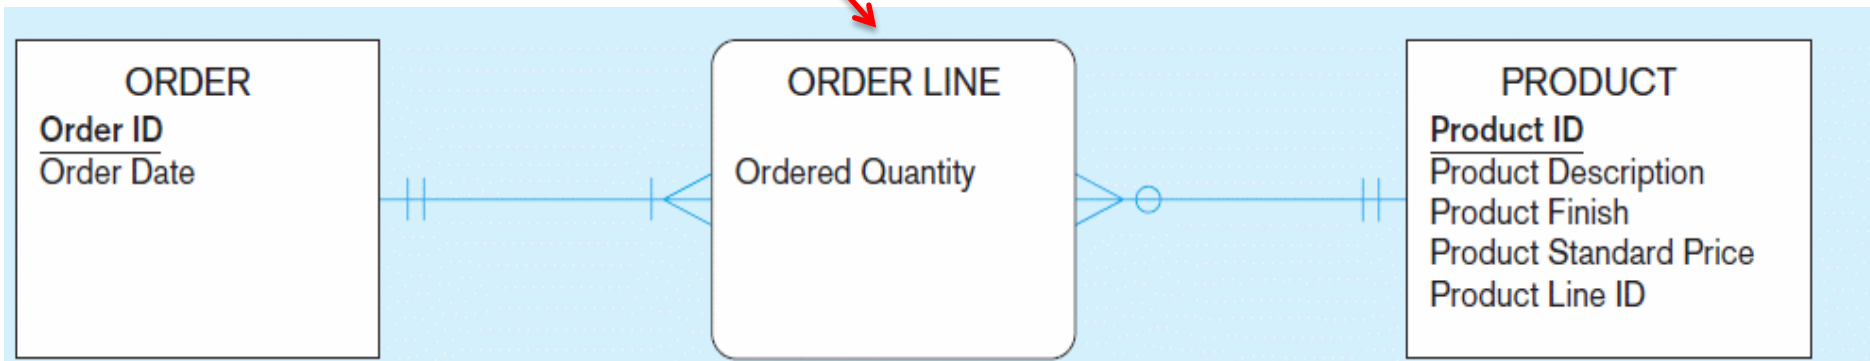 ORDER
Order ID
Order Date
ORDER LINE
Ordered Quantity
PRODUCT
Product ID
Product Description
Product Finish
Product Standard Price
Product Line ID